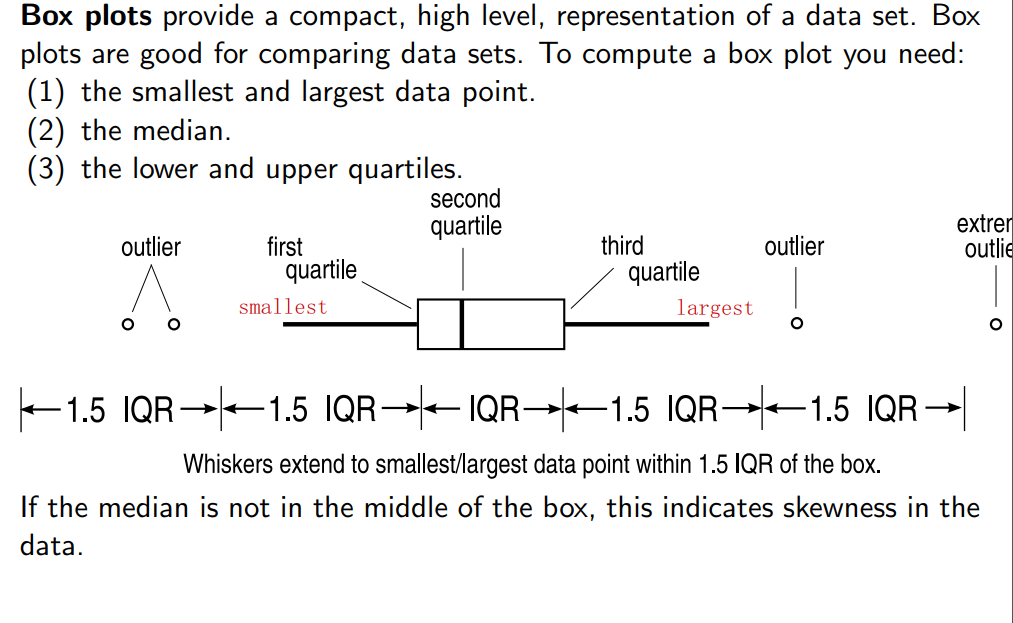 Box plots provide a compact, high level, representation of a data set. Box
plots are good for comparing data sets. To compute a box plot you need:
(1) the smallest and largest data point.
(2) the median.
(3) the lower and upper quartiles.
second
quartile
outlier
first
quartile
third
quartile
outlier
extrem
outlie
smallest
largest
1.5 IQR
1.5 IQR
IQR
1.5 IQR
1.5 IQR
Whiskers extend to smallest/largest data point within 1.5 IQR of the box.
If the median is not in the middle of the box, this indicates skewness in the
data.